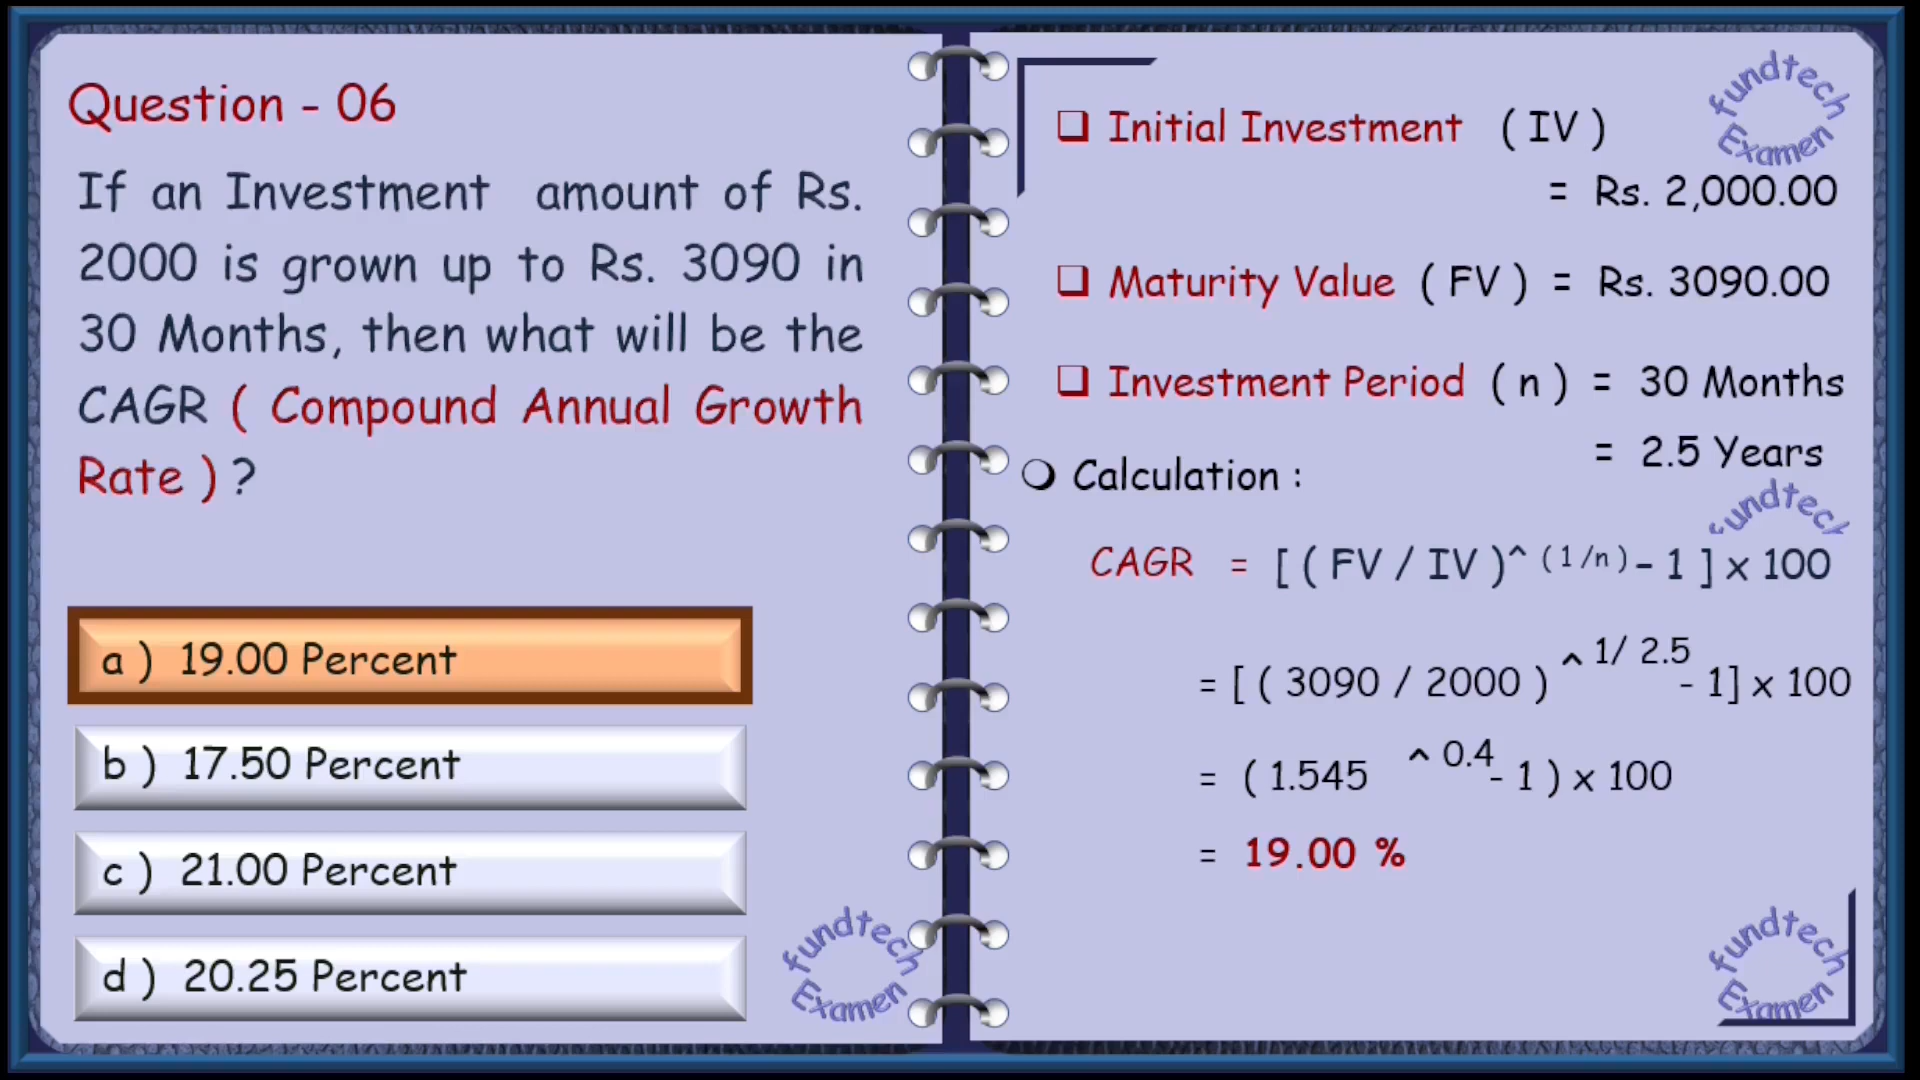 Question - 06
If an Investment amount of Rs.
2000 is grown up to Rs. 3090 in
30 Months, then what will be the
CAGR ( Compound Annual Growth
Rate ) ?
a ) 19.00 Percent
b ) 17.50 Percent
c ) 21.00 Percent
d ) 20.25 Percent
fundtech
Examen
Initial Investment ( IV )
= Rs. 2,000.00
Maturity Value ( FV ) = Rs. 3090.00
Investment Period ( n ) = 30 Months
= 2.5 Years
Calculation :
CAGR = [ ( FV / IV )^ ( 1 /n ) - 1 ] x 100
= [ ( 3090 / 2000 ) ^ 1/ 2.5 - 1] x 100
= ( 1.545 ^ 0.4 - 1 ) x 100
= 19.00 %
fundtech
Examen
fundtech
fundtech
Examen